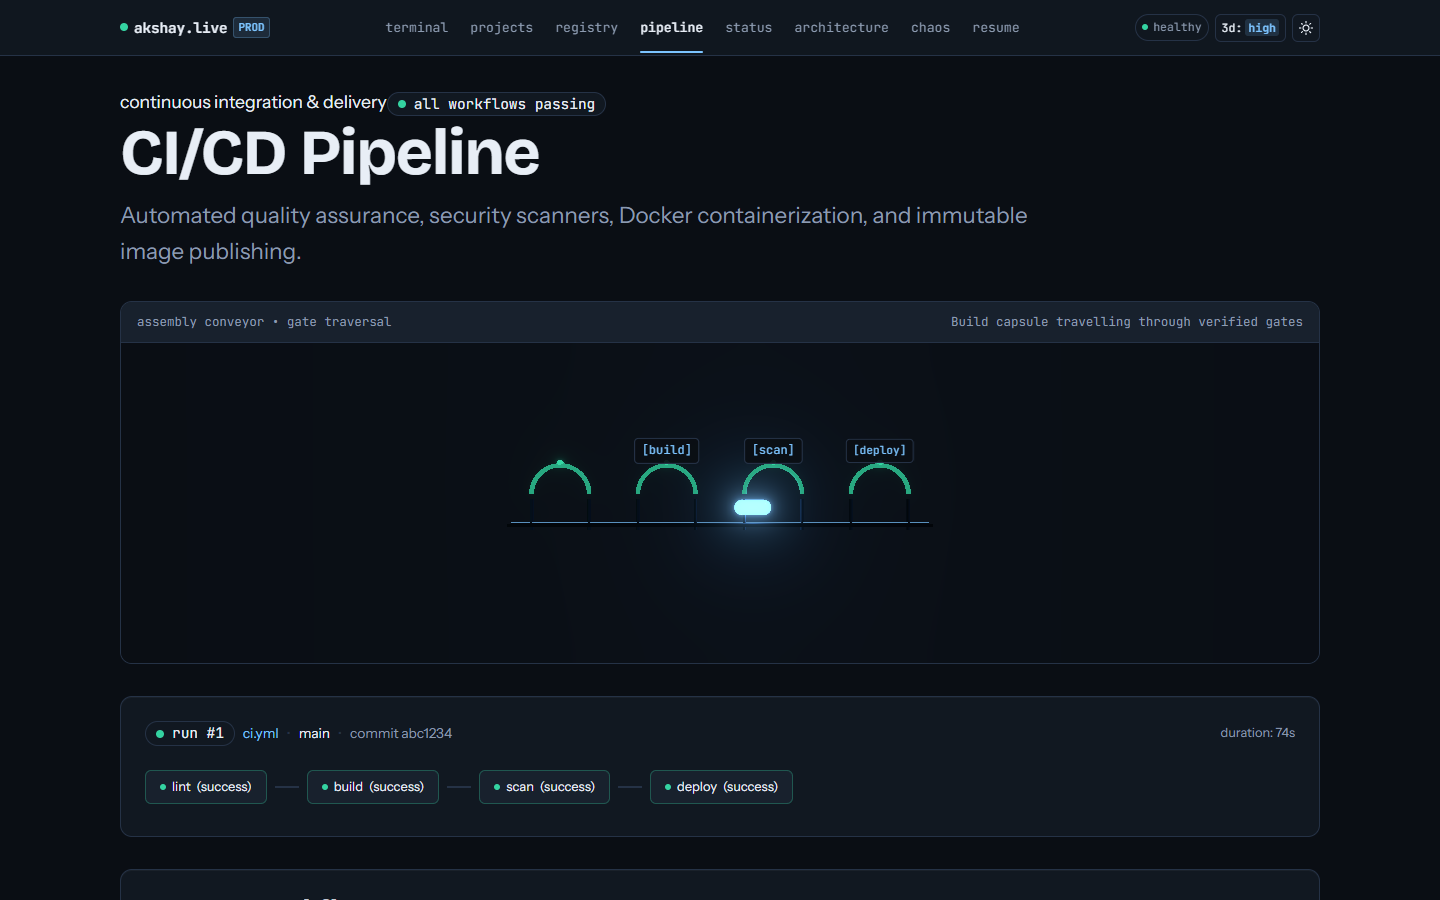 akshay.live PROD
terminal projects registry pipeline status architecture chaos resume
healthy 3d: high
continuous integration & delivery all workflows passing
CI/CD Pipeline
Automated quality assurance, security scanners, Docker containerization, and immutable
image publishing.
assembly conveyor • gate traversal
Build capsule travelling through verified gates
[build] [scan] [deploy]
run #1 ci.yml · main · commit abc1234
duration: 74s
lint (success) build (success) scan (success) deploy (success)